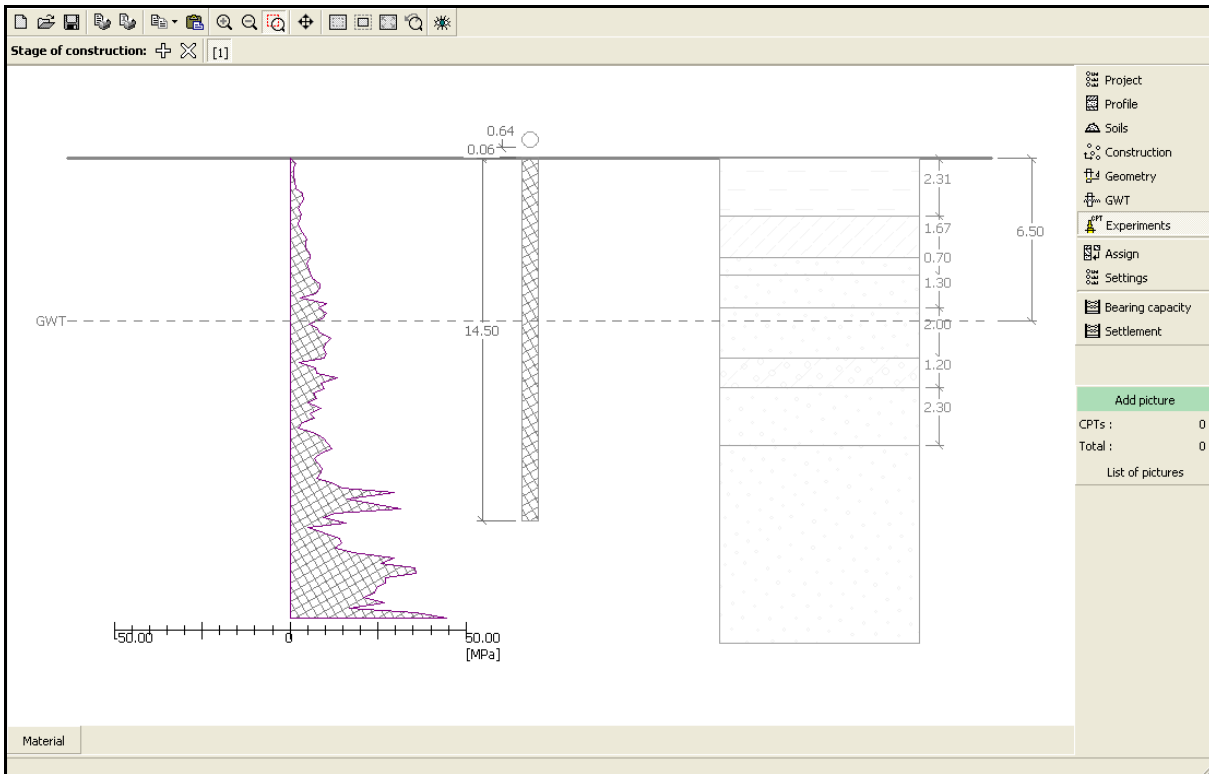 Stage of construction: [1]
Project
Profile
Soils
Construction
Geometry
GWT
CPT
Experiments
Assign
Settings
Bearing capacity
Settlement
Add picture
CPTs : 0
Total : 0
List of pictures
0.64
0.06
2.31
1.67
6.50
0.70
1.30
GWT
14.50
2.00
1.20
2.30
50.00
0
50.00
[MPa]
Material